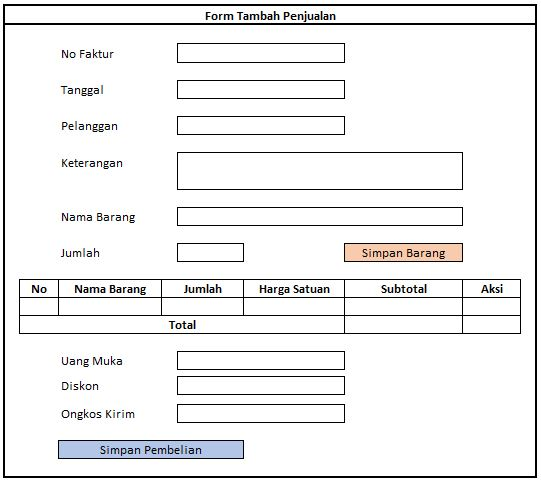 Form Tambah Penjualan
No Faktur
Tanggal
Pelanggan
Keterangan
Nama Barang
Jumlah Simpan Barang
No Nama Barang Jumlah Harga Satuan Subtotal Aksi
Total
Uang Muka
Diskon
Ongkos Kirim
Simpan Pembelian